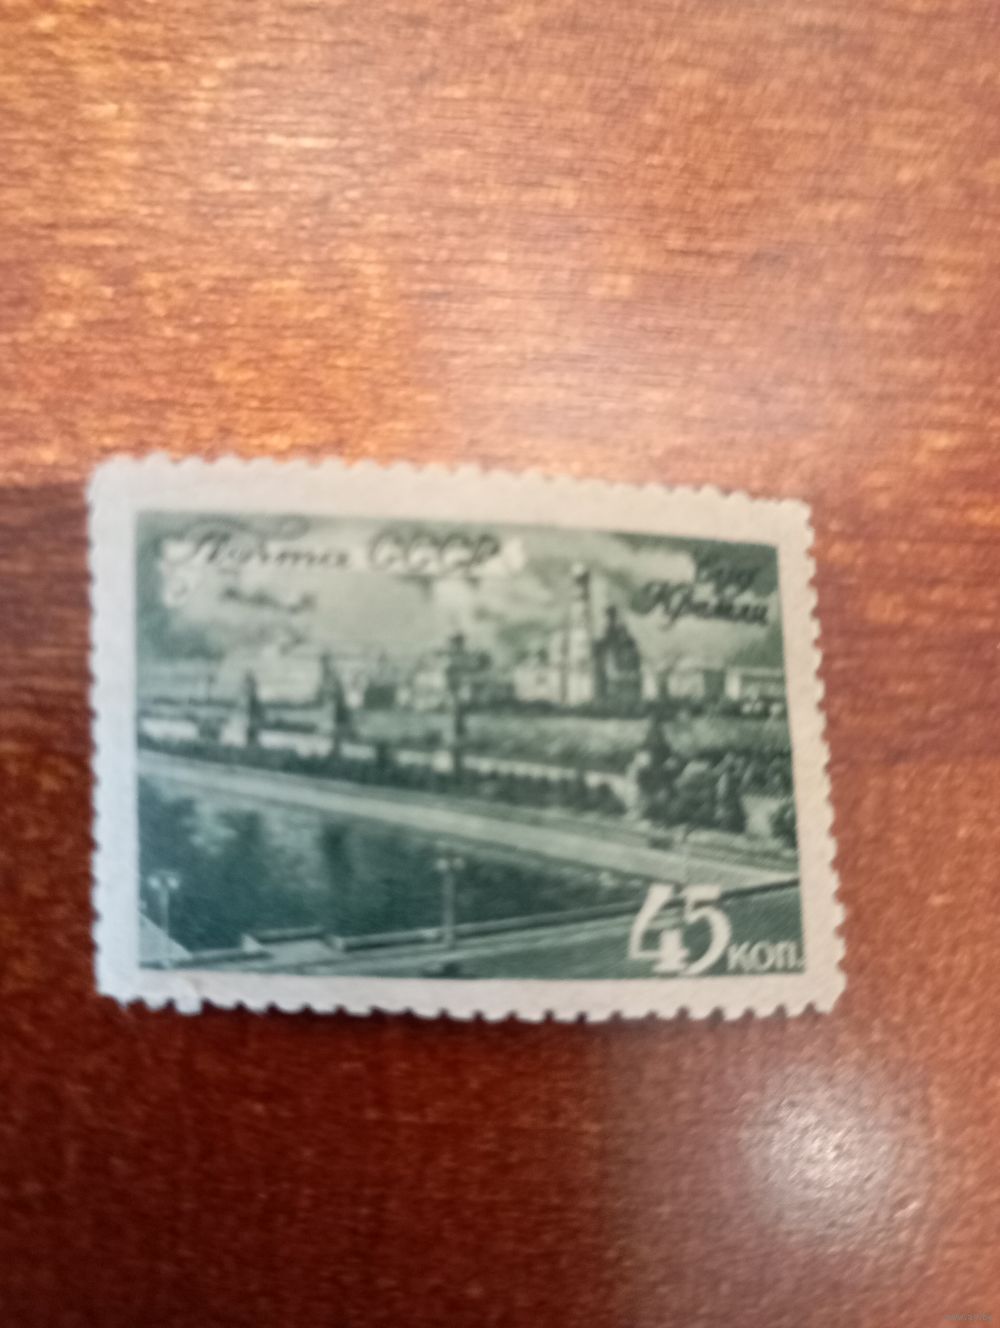 Почта СССР
Вид
Кремля
45 коп.